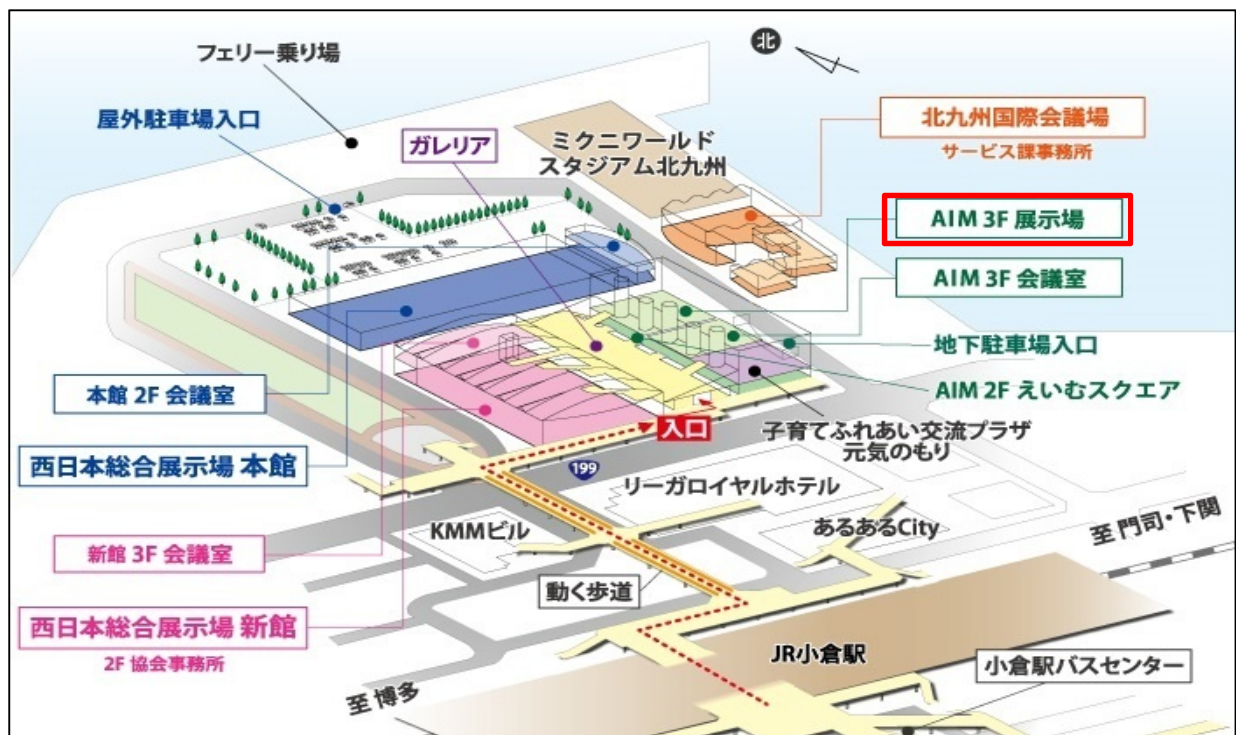 北
フェリー乗り場
屋外駐車場入口
ガレリア
ミクニワールド
スタジアム北九州
北九州国際会議場
サービス課事務所
AIM 3F 展示場
AIM 3F 会議室
地下駐車場入口
AIM 2F えいむスクエア
本館 2F 会議室
入口
子育てふれあい交流プラザ
元気のもり
西日本総合展示場 本館
199
リーガロイヤルホテル
KMMビル
あるあるCity
至 門司・下関
新館 3F 会議室
動く歩道
西日本総合展示場 新館
2F 協会事務所
JR小倉駅
小倉駅バスセンター
至 博多